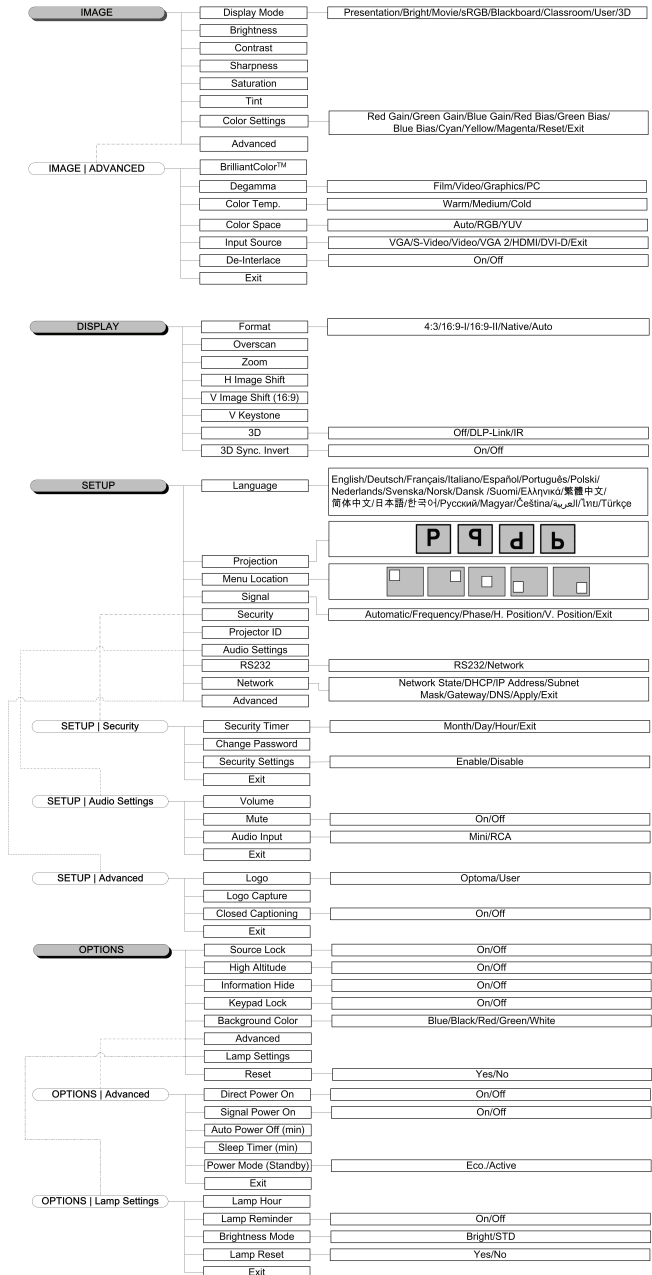 IMAGE
Display Mode
Presentation/Bright/Movie/sRGB/Blackboard/Classroom/User/3D
Brightness
Contrast
Sharpness
Saturation
Tint
Color Settings
Red Gain/Green Gain/Blue Gain/Red Bias/Green Bias/
Blue Bias/Cyan/Yellow/Magenta/Reset/Exit
Advanced
IMAGE | ADVANCED
BrilliantColor™
Degamma
Film/Video/Graphics/PC
Color Temp.
Warm/Medium/Cold
Color Space
Auto/RGB/YUV
Input Source
VGA/S-Video/Video/VGA 2/HDMI/DVI-D/Exit
De-Interlace
On/Off
Exit
DISPLAY
Format
4:3/16:9-I/16:9-II/Native/Auto
Overscan
Zoom
H Image Shift
V Image Shift (16:9)
V Keystone
3D
Off/DLP-Link/IR
3D Sync. Invert
On/Off
SETUP
Language
English/Deutsch/Français/Italiano/Español/Português/Polski/
Nederlands/Svenska/Norsk/Dansk /Suomi/Ελληνικά/繁體中文/
简体中文/日本語/한국어/Русский/Magyar/Čeština/العربية/ไทย/Türkçe
Projection
P P P P
Menu Location
Signal
Automatic/Frequency/Phase/H. Position/V. Position/Exit
Security
Projector ID
Audio Settings
RS232
RS232/Network
Network
Network State/DHCP/IP Address/Subnet
Mask/Gateway/DNS/Apply/Exit
Advanced
SETUP | Security
Security Timer
Month/Day/Hour/Exit
Change Password
Security Settings
Enable/Disable
Exit
SETUP | Audio Settings
Volume
Mute
On/Off
Audio Input
Mini/RCA
Exit
SETUP | Advanced
Logo
Optoma/User
Logo Capture
Closed Captioning
On/Off
Exit
OPTIONS
Source Lock
On/Off
High Altitude
On/Off
Information Hide
On/Off
Keypad Lock
On/Off
Background Color
Blue/Black/Red/Green/White
Advanced
Lamp Settings
Reset
Yes/No
OPTIONS | Advanced
Direct Power On
On/Off
Signal Power On
On/Off
Auto Power Off (min)
Sleep Timer (min)
Power Mode (Standby)
Eco./Active
Exit
OPTIONS | Lamp Settings
Lamp Hour
Lamp Reminder
On/Off
Brightness Mode
Bright/STD
Lamp Reset
Yes/No
Exit